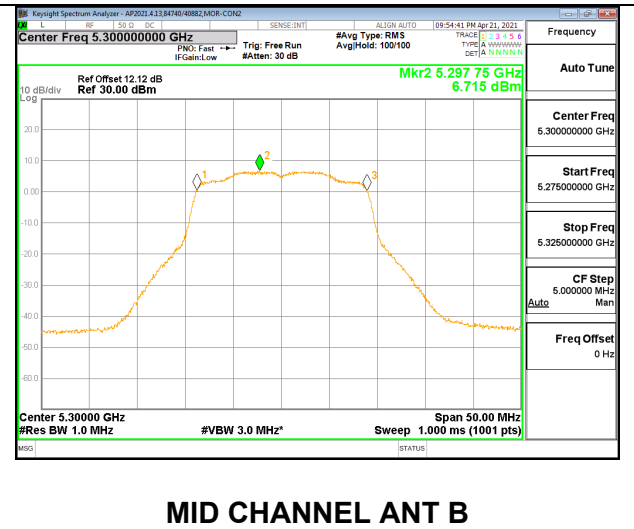 Keysight Spectrum Analyzer - AP2021.4.13,84740/40882,MOR-CON2
L RF 50 Ω DC SENSE:INT ALIGN AUTO 09:54:41 PM Apr 21, 2021
Center Freq 5.300000000 GHz
PNO: Fast
IFGain:Low
Trig: Free Run
#Atten: 30 dB
#Avg Type: RMS
Avg|Hold: 100/100
TRACE 1 2 3 4 5 6
TYPE A WWWWW
DET A N N N N N
Frequency
Mkr2 5.297 75 GHz
6.715 dBm
Ref Offset 12.12 dB
Ref 30.00 dBm
10 dB/div
Log
20.0
10.0
0.00
-10.0
-20.0
-30.0
-40.0
-50.0
-60.0
1
2
3
Center 5.30000 GHz
Span 50.00 MHz
#Res BW 1.0 MHz
#VBW 3.0 MHz*
Sweep 1.000 ms (1001 pts)
Auto Tune
Center Freq
5.300000000 GHz
Start Freq
5.275000000 GHz
Stop Freq
5.325000000 GHz
CF Step
5.000000 MHz
Auto Man
Freq Offset
0 Hz
MSG
STATUS
MID CHANNEL ANT B